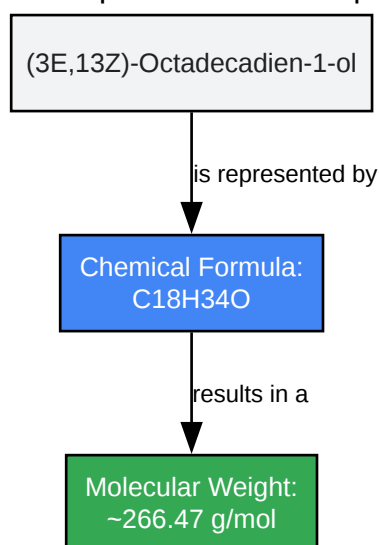 (3E,13Z)-Octadecadien-1-ol
is represented by
Chemical Formula:
C18H34O
results in a
Molecular Weight:
~266.47 g/mol